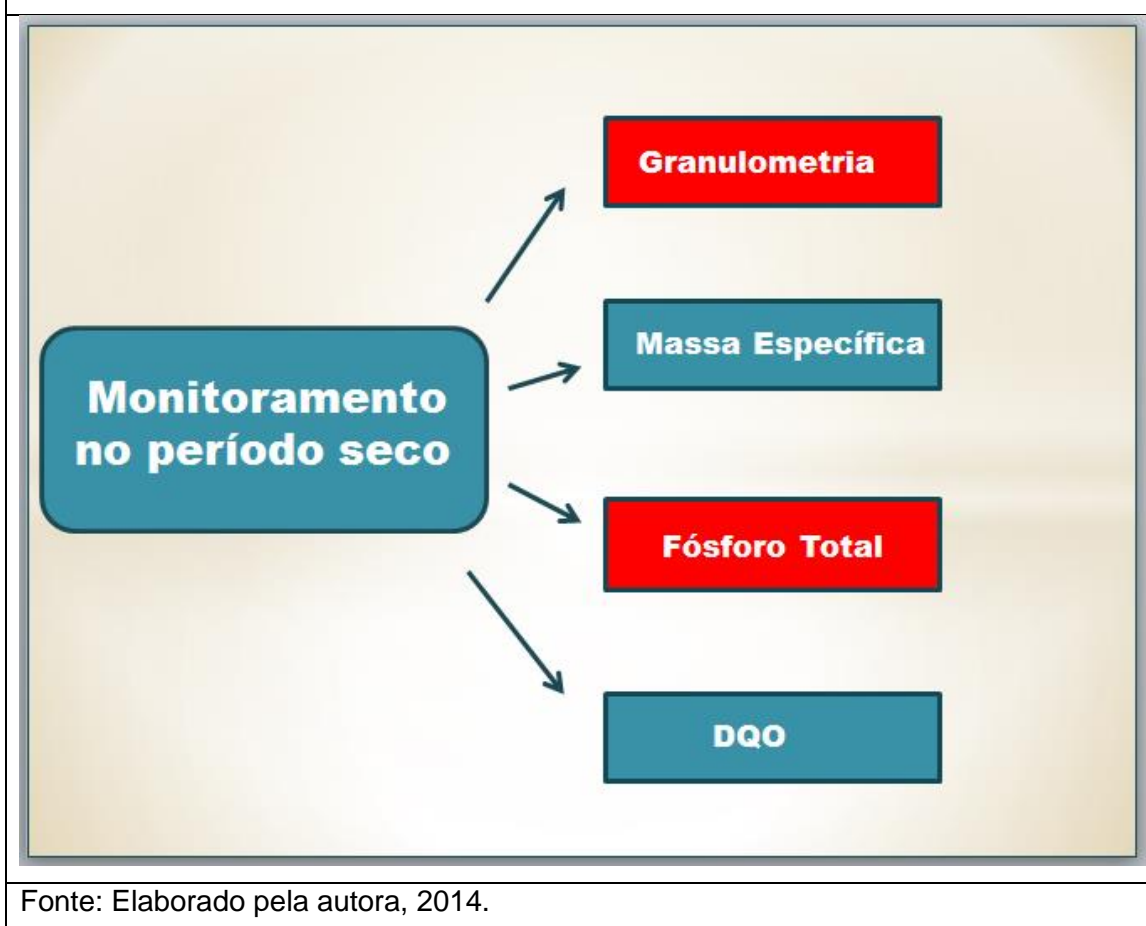 Granulometria
Massa Específica
Monitoramento
no período seco
Fósforo Total
DQO
Fonte: Elaborado pela autora, 2014.